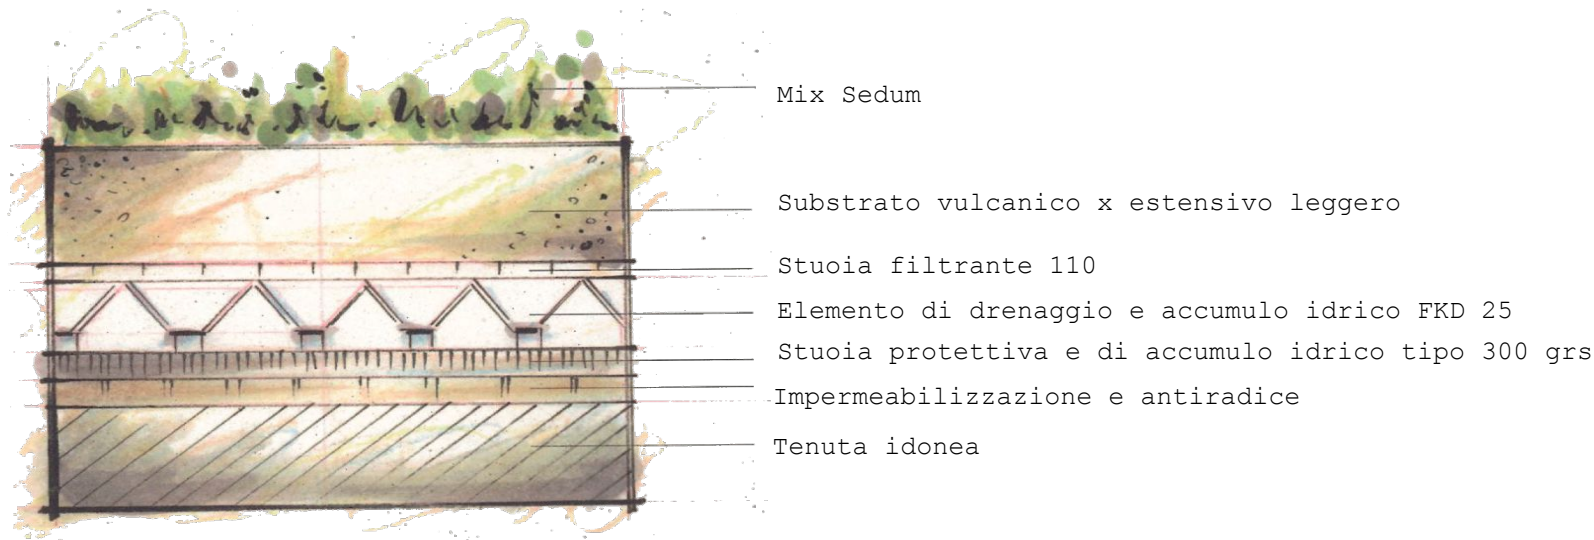 Mix Sedum
Substrato vulcanico x estensivo leggero
Stuoia filtrante 110
Elemento di drenaggio e accumulo idrico FKD 25
Stuoia protettiva e di accumulo idrico tipo 300 grs
Impermeabilizzazione e antiradice
Tenuta idonea